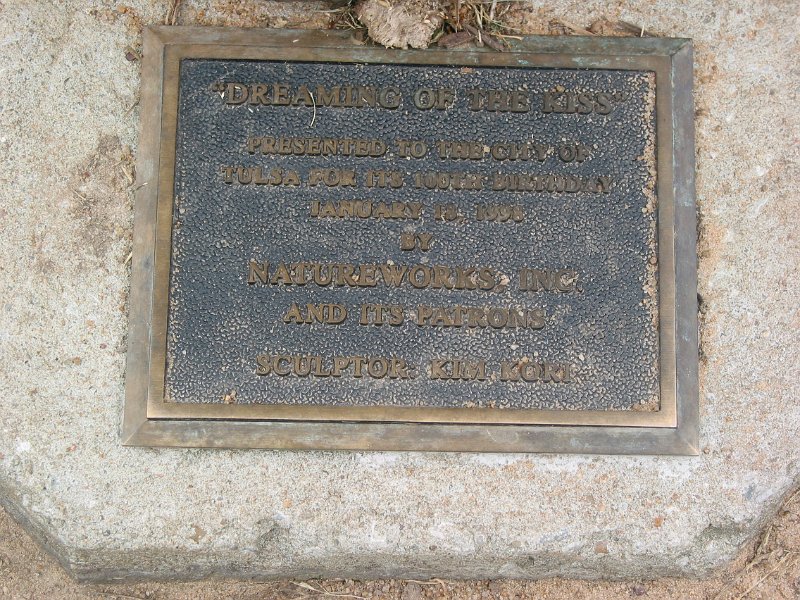 "DREAMING OF THE KISS"
PRESENTED TO THE CITY OF
TULSA FOR ITS 100TH BIRTHDAY
JANUARY 18, 1998
BY
NATUREWORKS, INC.
AND ITS PATRONS
SCULPTOR: KIM KORI